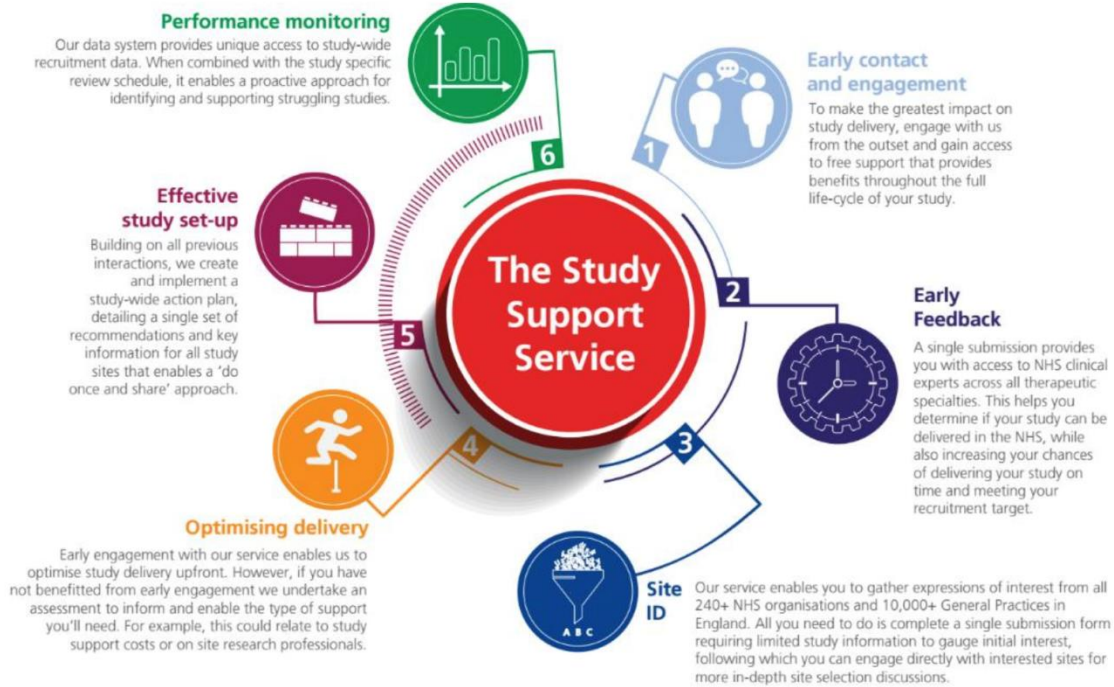 The Study
Support
Service
1
Early contact
and engagement
To make the greatest impact on
study delivery, engage with us
from the outset and gain access
to free support that provides
benefits throughout the full
life-cycle of your study.
2
Early
Feedback
A single submission provides
you with access to NHS clinical
experts across all therapeutic
specialties. This helps you
determine if your study can be
delivered in the NHS, while
also increasing your chances
of delivering your study on
time and meeting your
recruitment target.
3
A B C
Site
ID
Our service enables you to gather expressions of interest from all
240+ NHS organisations and 10,000+ General Practices in
England. All you need to do is complete a single submission form
requiring limited study information to gauge initial interest,
following which you can engage directly with interested sites for
more in-depth site selection discussions.
4
Optimising delivery
Early engagement with our service enables us to
optimise study delivery upfront. However, if you have
not benefitted from early engagement we undertake an
assessment to inform and enable the type of support
you'll need. For example, this could relate to study
support costs or on site research professionals.
5
Effective
study set-up
Building on all previous
interactions, we create
and implement a
study-wide action plan,
detailing a single set of
recommendations and key
information for all study
sites that enables a 'do
once and share' approach.
6
Performance monitoring
Our data system provides unique access to study-wide
recruitment data. When combined with the study specific
review schedule, it enables a proactive approach for
identifying and supporting struggling studies.